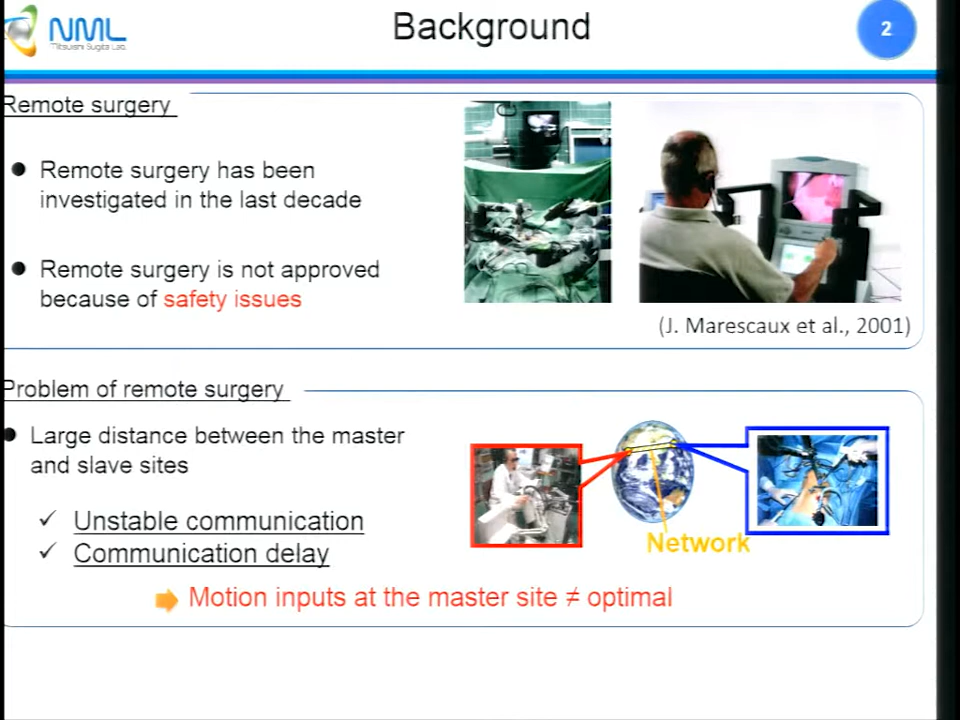 NML
Mitsuishi Sugita Lab.
Background
2
Remote surgery
● Remote surgery has been
investigated in the last decade
● Remote surgery is not approved
because of safety issues
(J. Marescaux et al., 2001)
Problem of remote surgery
● Large distance between the master
and slave sites
✓ Unstable communication
✓ Communication delay
Network
Motion inputs at the master site ≠ optimal